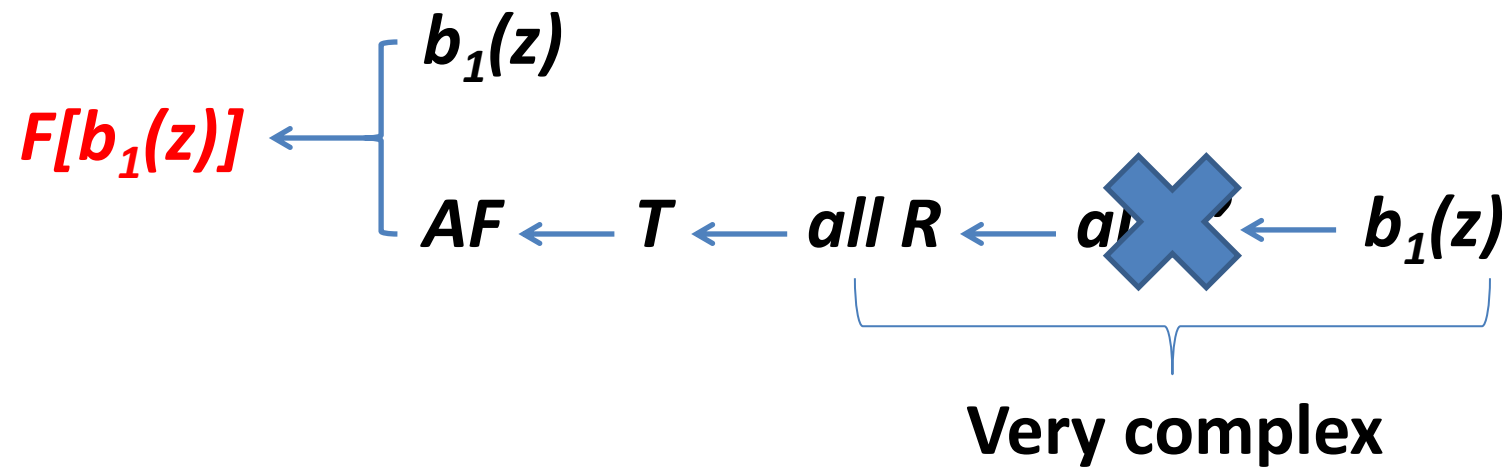 b₁(z)
F[b₁(z)]
AF T all R b₁(z)
Very complex